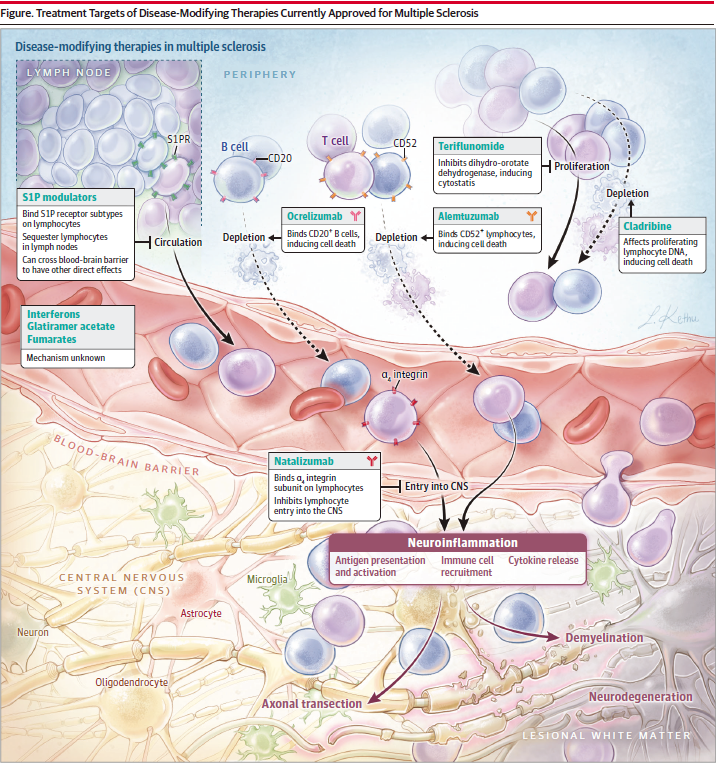 Figure. Treatment Targets of Disease-Modifying Therapies Currently Approved for Multiple Sclerosis
Disease-modifying therapies in multiple sclerosis
LYMPH NODE
PERIPHERY
S1PR
B cell
CD20
T cell
CD52
Teriflunomide
Inhibits dihydro-orotate
dehydrogenase, inducing
cytostatis
Proliferation
Depletion
S1P modulators
Bind S1P receptor subtypes
on lymphocytes
Sequester lymphocytes
in lymph nodes
Can cross blood-brain barrier
to have other direct effects
Circulation
Ocrelizumab
Binds CD20+ B cells,
inducing cell death
Depletion
Alemtuzumab
Binds CD52+ lymphocytes,
inducing cell death
Depletion
Cladribine
Affects proliferating
lymphocyte DNA,
inducing cell death
Interferons
Glatiramer acetate
Fumarates
Mechanism unknown
α4 integrin
BLOOD-BRAIN BARRIER
Natalizumab
Binds α4 integrin
subunit on lymphocytes
Inhibits lymphocyte
entry into the CNS
Entry into CNS
Neuroinflammation
Antigen presentation
and activation
Immune cell
recruitment
Cytokine release
CENTRAL NERVOUS
SYSTEM (CNS)
Microglia
Astrocyte
Neuron
Oligodendrocyte
Demyelination
Axonal transection
Neurodegeneration
LESIONAL WHITE MATTER